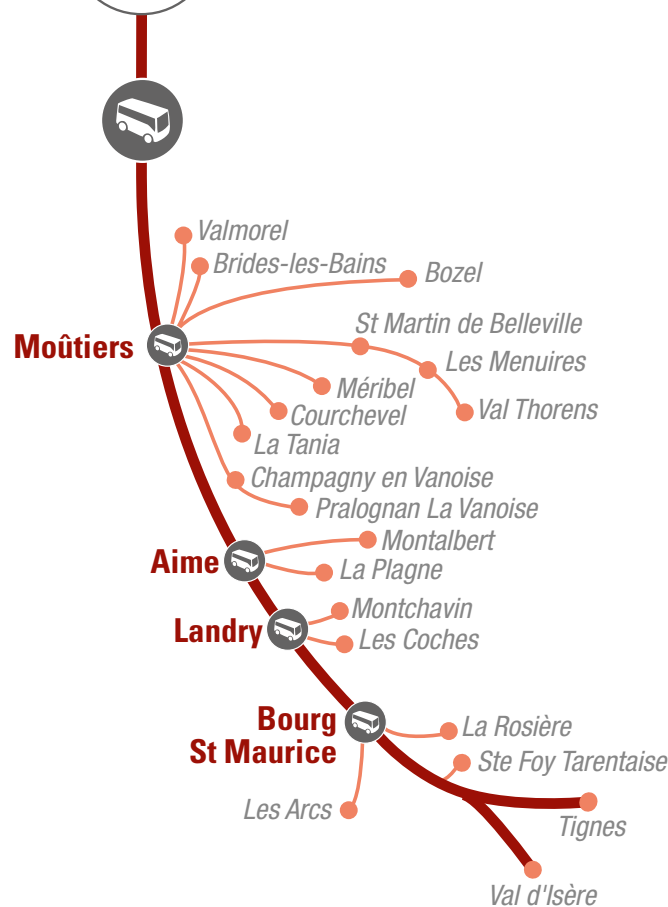 Valmorel
Brides-les-Bains
Bozel
St Martin de Belleville
Moûtiers
Les Menuires
Méribel
Courchevel
Val Thorens
La Tania
Champagny en Vanoise
Pralognan La Vanoise
Montalbert
Aime
La Plagne
Montchavin
Landry
Les Coches
Bourg
St Maurice
La Rosière
Ste Foy Tarentaise
Les Arcs
Tignes
Val d'Isère